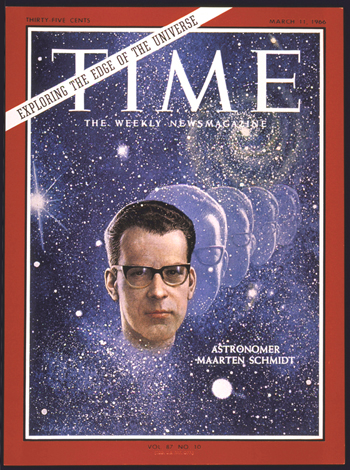 THIRTY-FIVE CENTS
MARCH 11, 1966
EXPLORING THE EDGE OF THE UNIVERSE
TIME
THE WEEKLY NEWSMAGAZINE
ASTRONOMER
MAARTEN SCHMIDT
VOL. 87 NO. 10